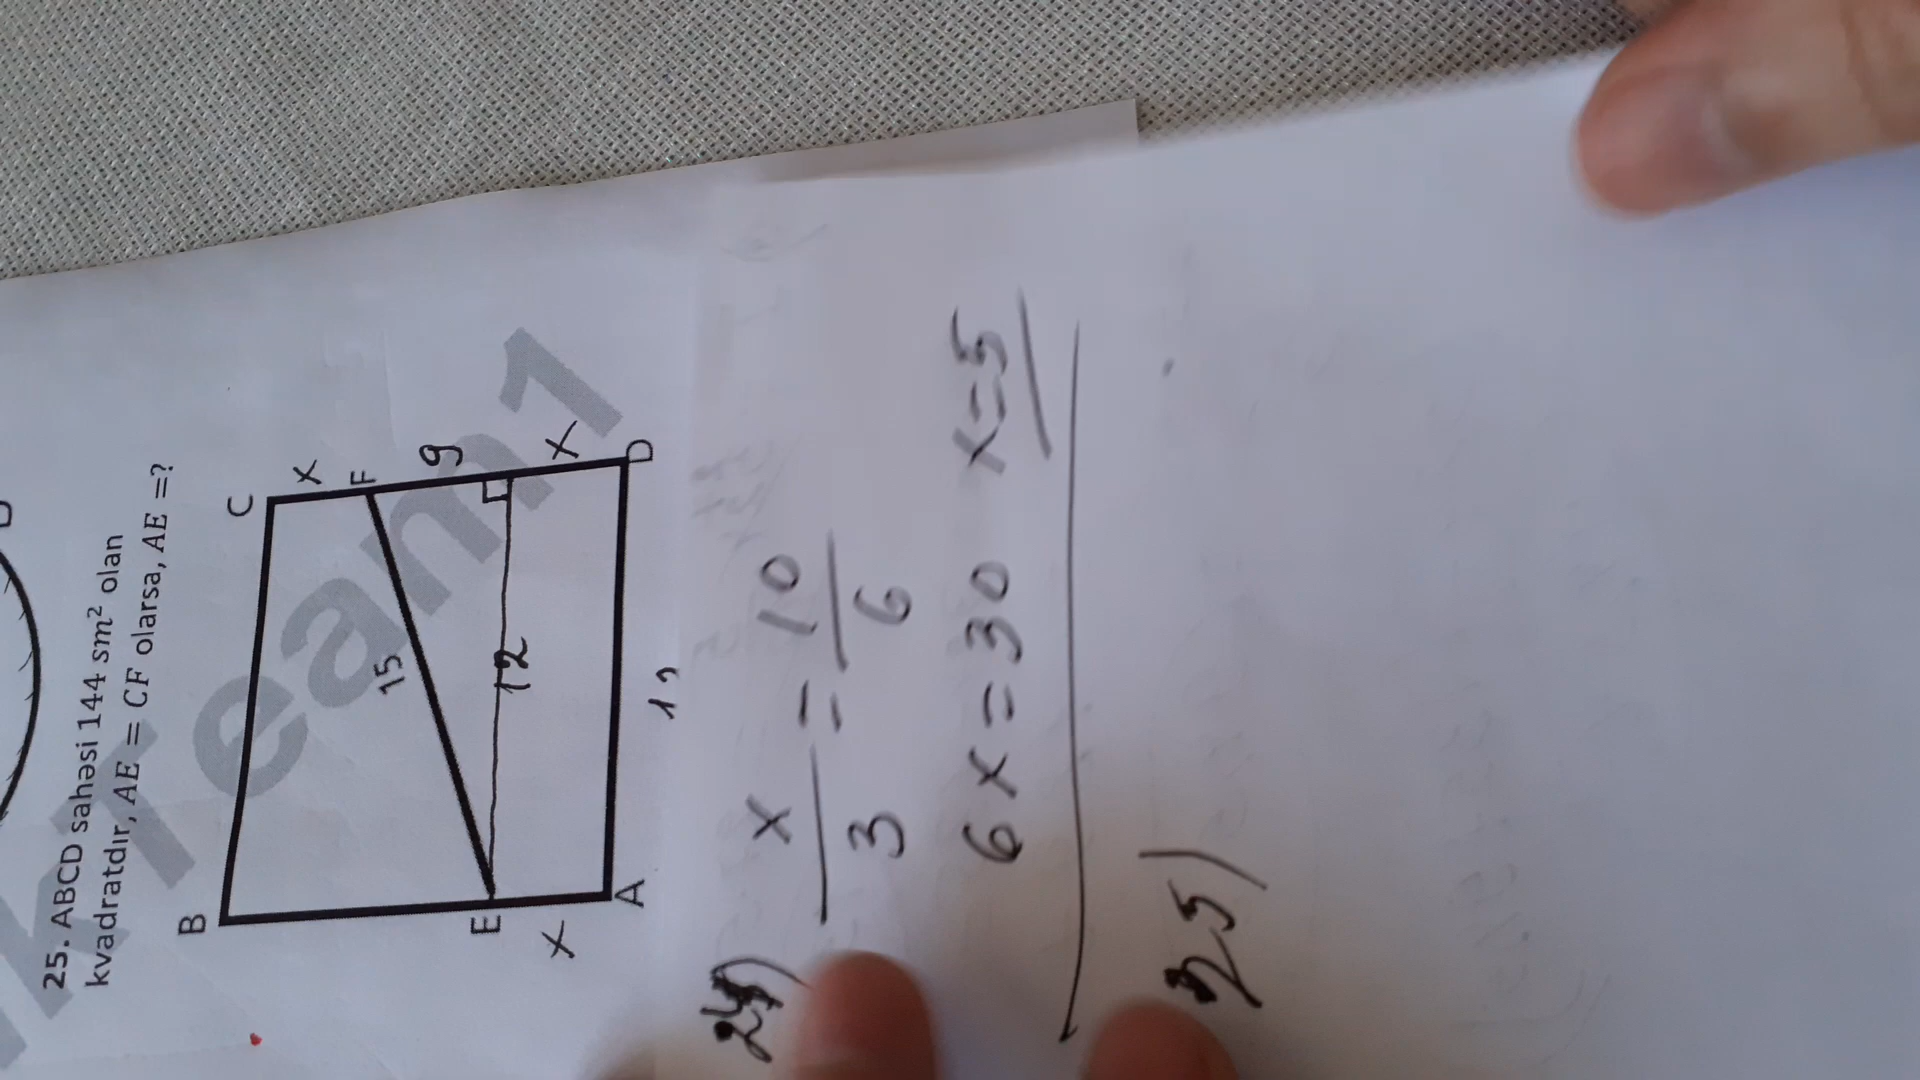 25. ABCD sahəsi 144 sm² olan
kvadratdır, AE = CF olarsa, AE =?
B
C
x
F
15
9
12
E
x
x
A
D
Team1
24)
x/3 = 10/6
6x=30 x=5
25)